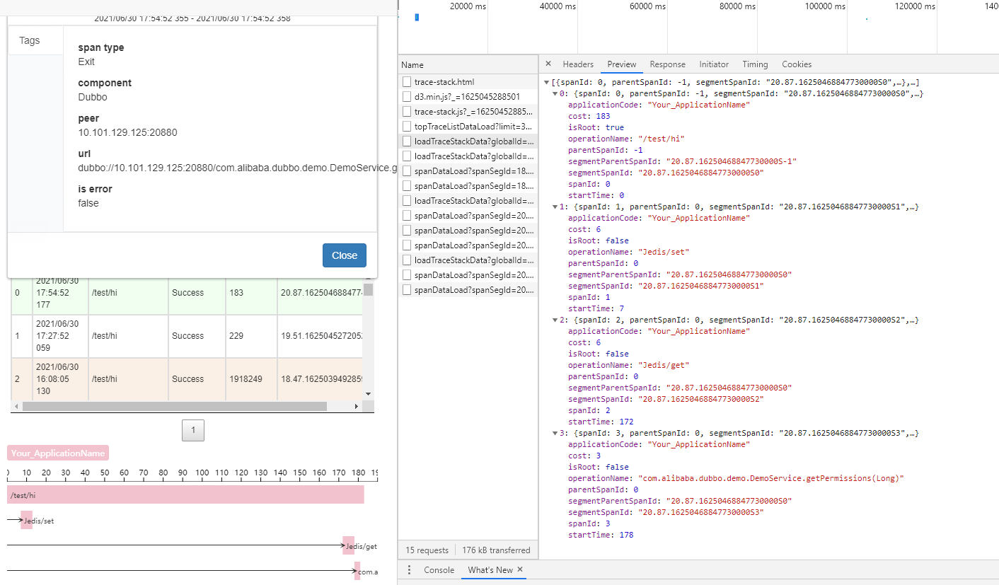 2021/06/30 17:54:52 355 - 2021/06/30 17:54:52 358
Tags
span type
Exit
component
Dubbo
peer
10.101.129.125:20880
url
dubbo://10.101.129.125:20880/com.alibaba.dubbo.demo.DemoService.g
is error
false
Close
0 2021/06/30 17:54:52 177 /test/hi Success 183 20.87.162504688477
1 2021/06/30 17:27:52 059 /test/hi Success 229 19.51.162504527205
2 2021/06/30 16:08:05 130 /test/hi Success 1918249 18.47.162503949285
1
Your_ApplicationName
0 10 20 30 40 50 60 70 80 90 100 110 120 130 140 150 160 170 180 19
/test/hi
Jedis/set
Jedis/get
com.a
20000 ms 40000 ms 60000 ms 80000 ms 100000 ms 120000 ms 140
Name
trace-stack.html
d3.min.js?_=1625045288501
trace-stack.js?_=16250452885...
topTraceListDataLoad?limit=3...
loadTraceStackData?globalId=...
loadTraceStackData?globalId=...
spanDataLoad?spanSegId=18....
spanDataLoad?spanSegId=18....
loadTraceStackData?globalId=...
spanDataLoad?spanSegId=20....
spanDataLoad?spanSegId=20....
spanDataLoad?spanSegId=20....
loadTraceStackData?globalId=...
spanDataLoad?spanSegId=20....
spanDataLoad?spanSegId=20....
15 requests 176 kB transferred
× Headers Preview Response Initiator Timing Cookies
[{spanId: 0, parentSpanId: -1, segmentSpanId: "20.87.16250468847730000S0",…},…]
0: {spanId: 0, parentSpanId: -1, segmentSpanId: "20.87.16250468847730000S0",…}
applicationCode: "Your_ApplicationName"
cost: 183
isRoot: true
operationName: "/test/hi"
parentSpanId: -1
segmentParentSpanId: "20.87.16250468847730000S-1"
segmentSpanId: "20.87.16250468847730000S0"
spanId: 0
startTime: 0
1: {spanId: 1, parentSpanId: 0, segmentSpanId: "20.87.16250468847730000S1",…}
applicationCode: "Your_ApplicationName"
cost: 6
isRoot: false
operationName: "Jedis/set"
parentSpanId: 0
segmentParentSpanId: "20.87.16250468847730000S0"
segmentSpanId: "20.87.16250468847730000S1"
spanId: 1
startTime: 7
2: {spanId: 2, parentSpanId: 0, segmentSpanId: "20.87.16250468847730000S2",…}
applicationCode: "Your_ApplicationName"
cost: 6
isRoot: false
operationName: "Jedis/get"
parentSpanId: 0
segmentParentSpanId: "20.87.16250468847730000S0"
segmentSpanId: "20.87.16250468847730000S2"
spanId: 2
startTime: 172
3: {spanId: 3, parentSpanId: 0, segmentSpanId: "20.87.16250468847730000S3",…}
applicationCode: "Your_ApplicationName"
cost: 3
isRoot: false
operationName: "com.alibaba.dubbo.demo.DemoService.getPermissions(Long)"
parentSpanId: 0
segmentParentSpanId: "20.87.16250468847730000S0"
segmentSpanId: "20.87.16250468847730000S3"
spanId: 3
startTime: 178
Console What's New ×